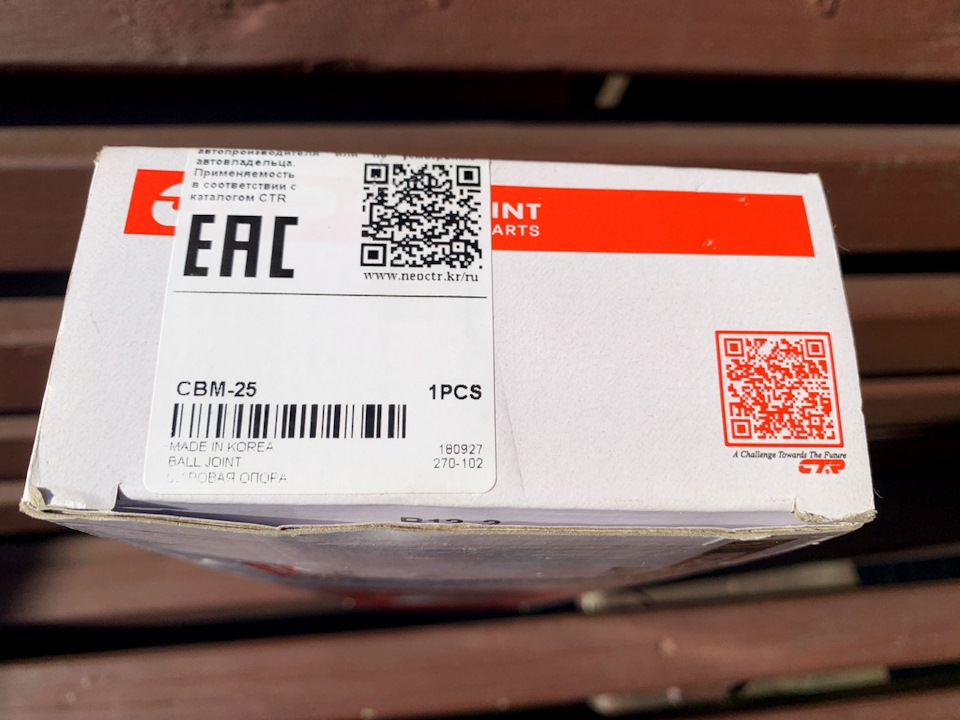 автовладельца.
Применяемость
в соответствии с
каталогом CTR
EAC
www.neoctr.kr/ru
INT
ARTS
CBM-25 1PCS
MADE IN KOREA 180927
BALL JOINT 270-102
ОПОРА
A Challenge Towards The Future
CTR